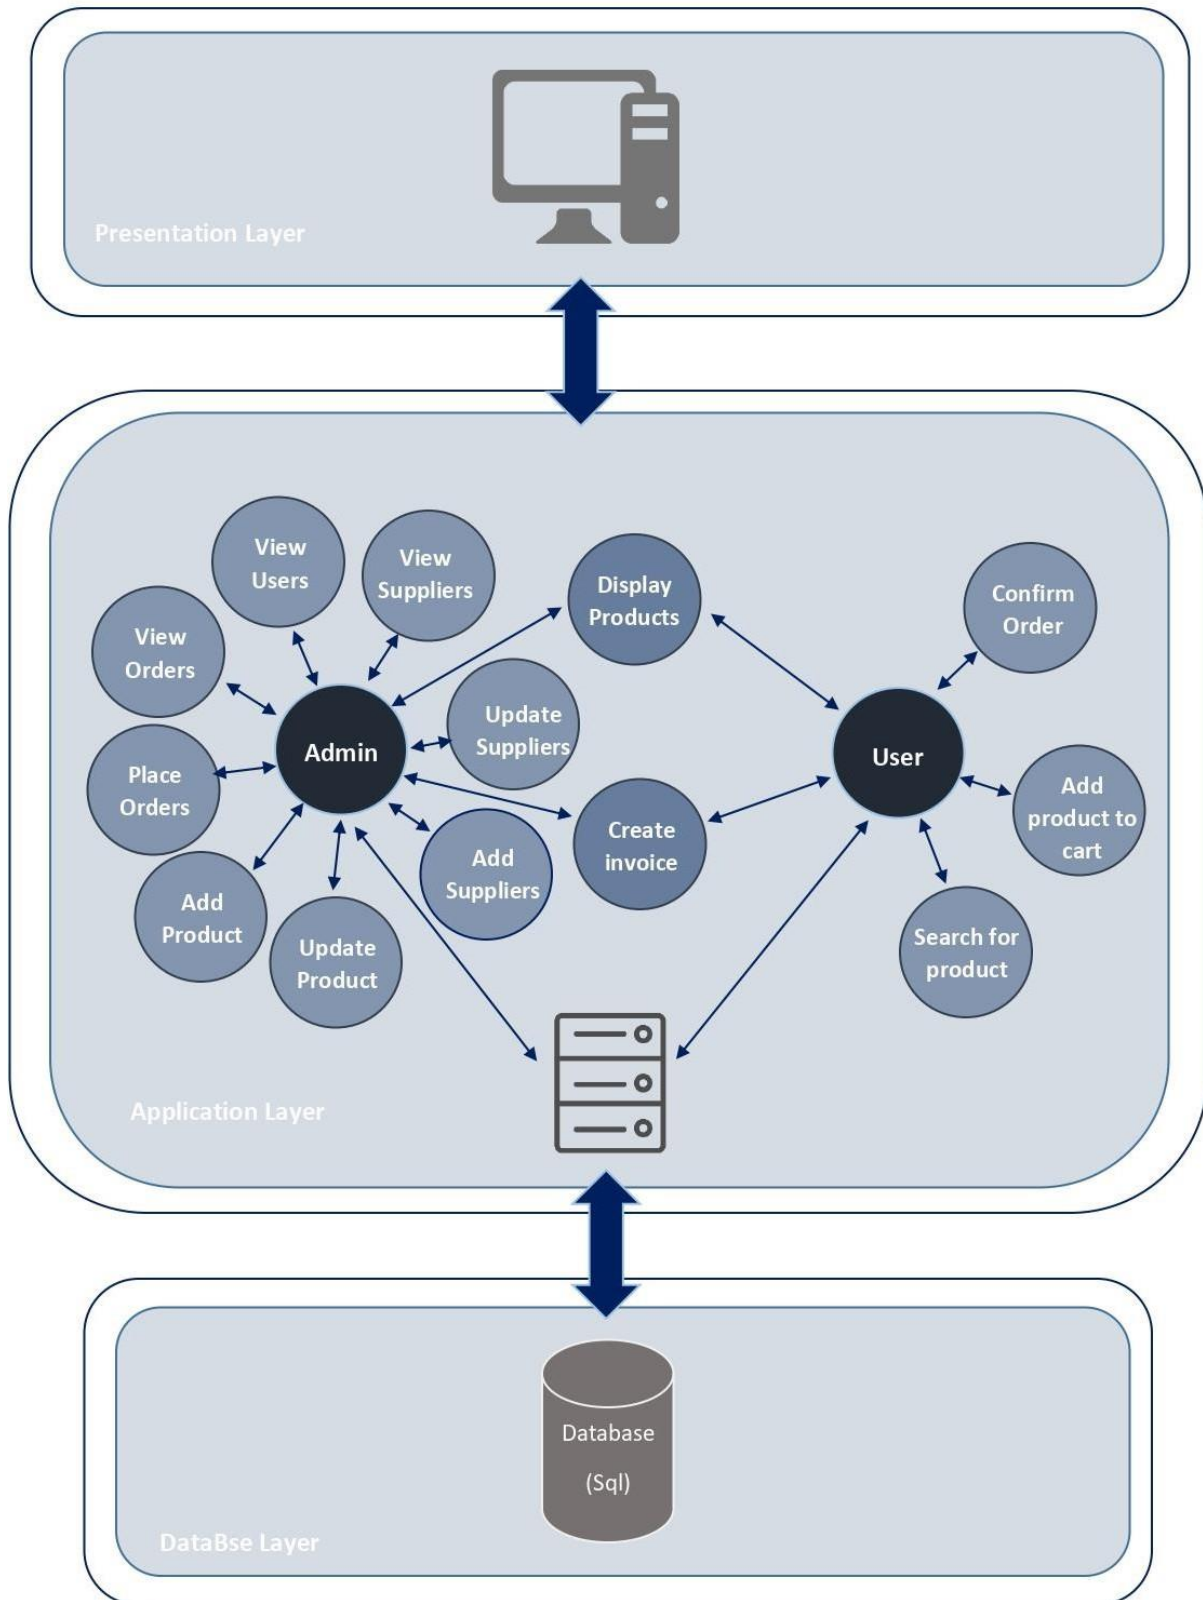 Presentation Layer
View
Users
View
Suppliers
Display
Products
Confirm
Order
View
Orders
Update
Suppliers
Admin
User
Place
Orders
Add
product to
cart
Create
invoice
Add
Suppliers
Add
Product
Update
Product
Search for
product
Application Layer
Database
(Sql)
DataBse Layer